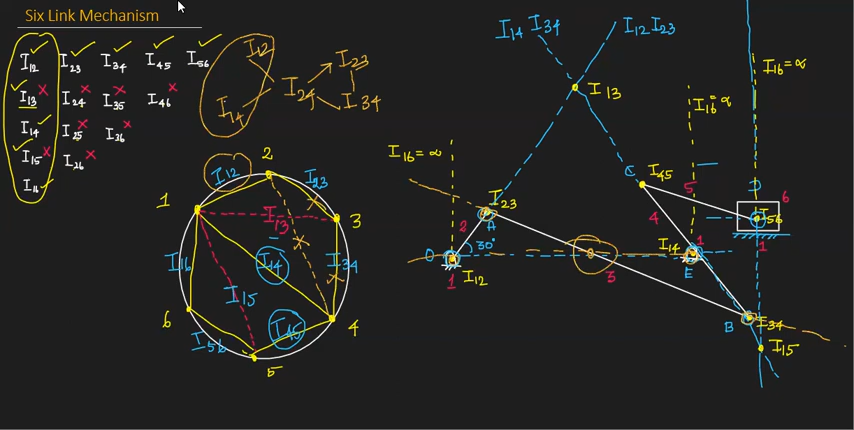 Six Link Mechanism
I12 I23 I34 I45 I56
I13 I24 I35 I46
I14 I25 I36
I15 I26
I16
I12
I14
I24
I23
I34
2
I12
I23
1
I13
3
I16
I14
I34
I15
6
I45
4
I56
5
I14 I34
I12 I23
I13
I16 = ∞
I16 = ∞
I16 = ∞
C
I45
5
D
6
I56
I23
2
A
4
30°
O
I14
1
1
I12
1
3
E
B
I34
I15